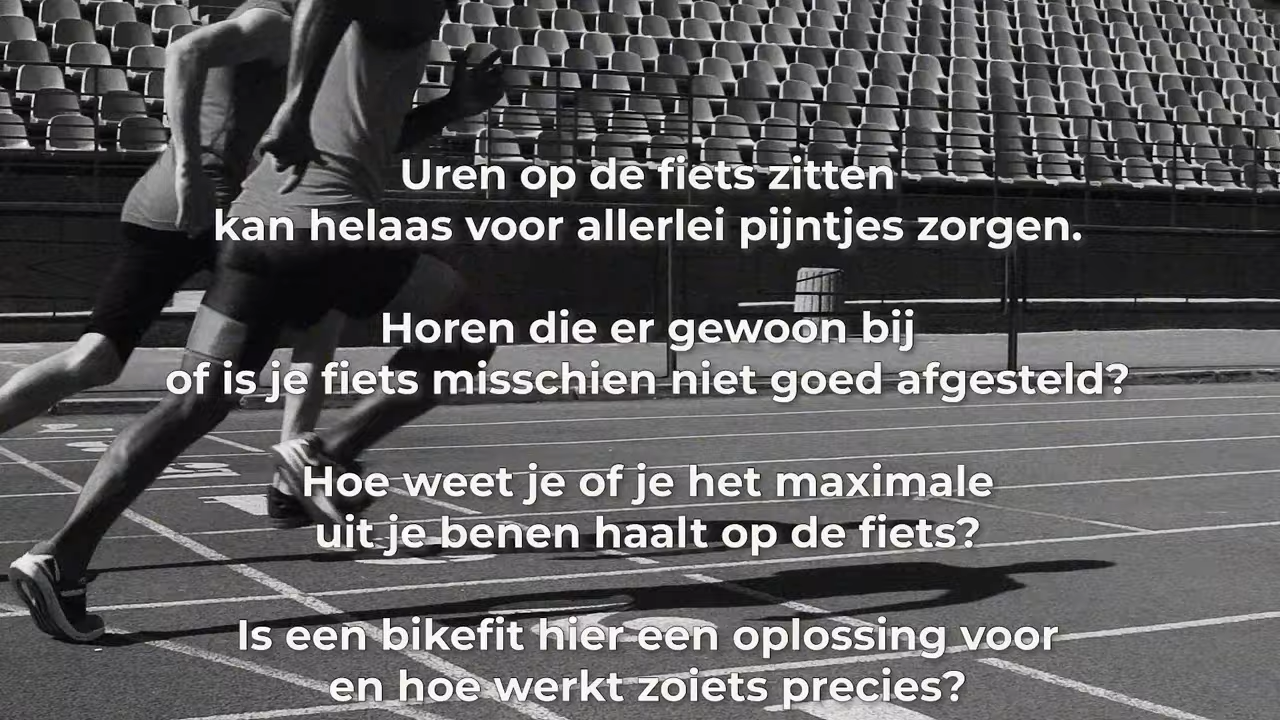 Uren op de fiets zitten
kan helaas voor allerlei pijntjes zorgen.
Horen die er gewoon bij
of is je fiets misschien niet goed afgesteld?
Hoe weet je of je het maximale
uit je benen haalt op de fiets?
Is een bikefit hier een oplossing voor
en hoe werkt zoiets precies?